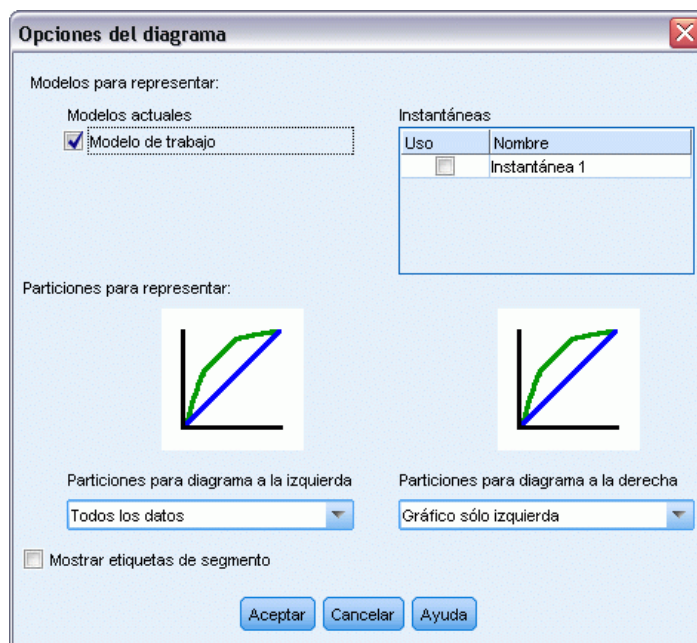 Opciones del diagrama
Modelos para representar:
Modelos actuales
Modelo de trabajo
Instantáneas
Uso Nombre
Instantánea 1
Particiones para representar:
Particiones para diagrama a la izquierda
Todos los datos
Particiones para diagrama a la derecha
Gráfico sólo izquierda
Mostrar etiquetas de segmento
Aceptar Cancelar Ayuda